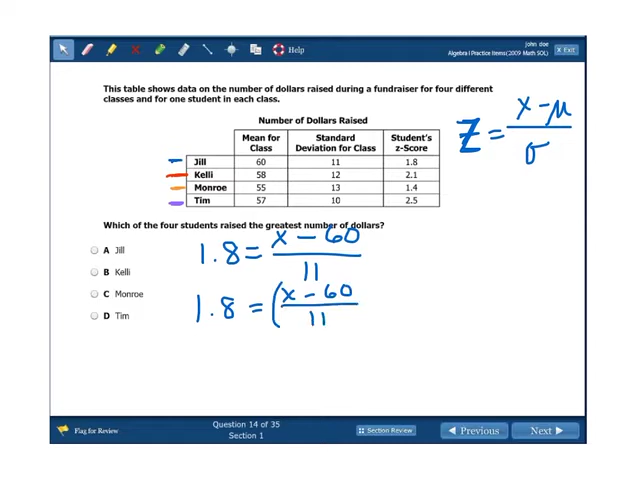 john doe
Algebra I Practice Items (2009 Math SOL)
Exit
Help
This table shows data on the number of dollars raised during a fundraiser for four different
classes and for one student in each class.
Number of Dollars Raised
Mean for Class | Standard Deviation for Class | Student's z-Score
Jill 60 11 1.8
Kelli 58 12 2.1
Monroe 55 13 1.4
Tim 57 10 2.5
z = x - μ / σ
Which of the four students raised the greatest number of dollars?
A Jill
B Kelli
C Monroe
D Tim
1.8 = x - 60 / 11
1.8 = ( x - 60 / 11
Flag for Review
Question 14 of 35
Section 1
Section Review
Previous
Next